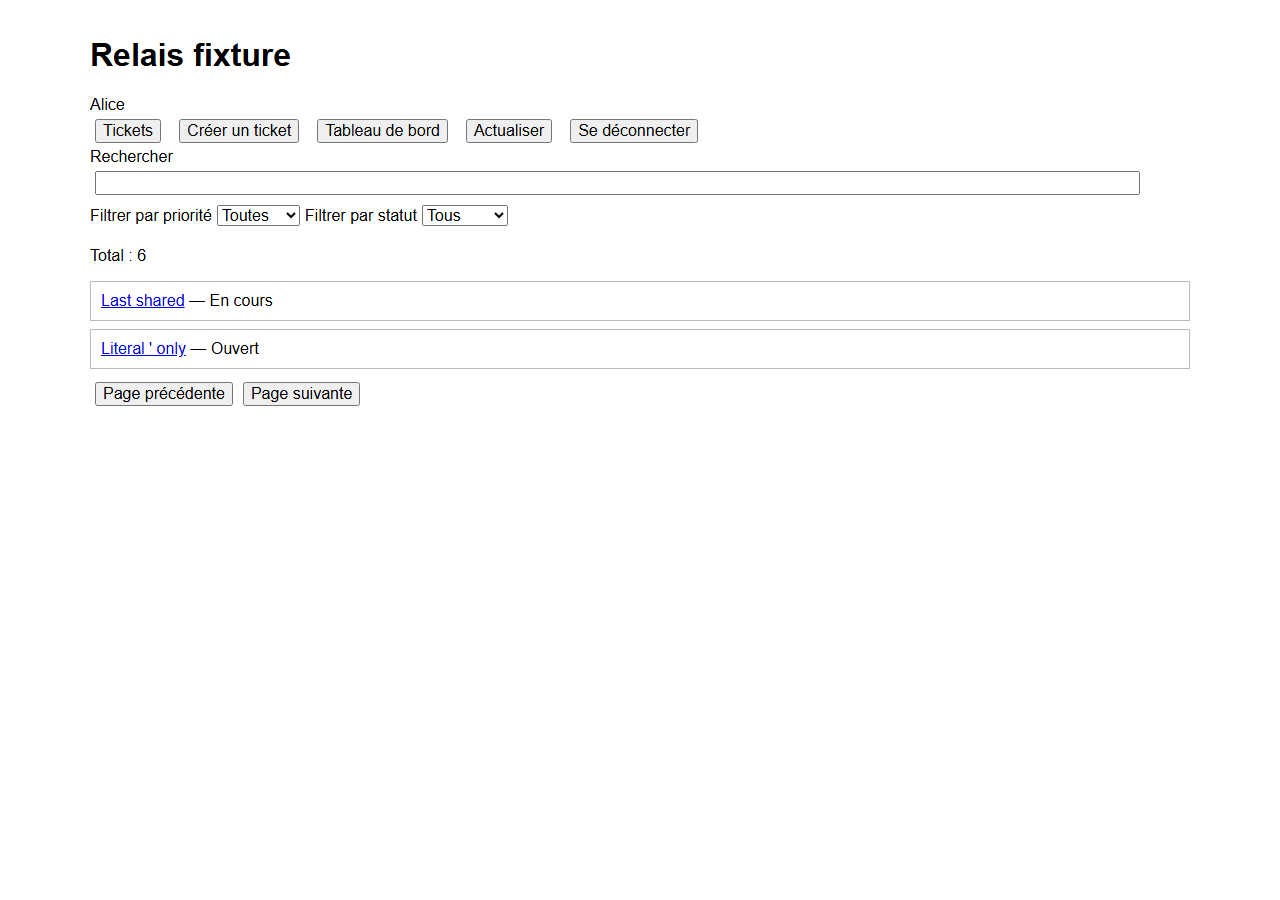 Relais fixture
Alice
Tickets Créer un ticket Tableau de bord Actualiser Se déconnecter
Rechercher
Filtrer par priorité Toutes Filtrer par statut Tous
Total : 6
Last shared — En cours
Literal ' only — Ouvert
Page précédente Page suivante